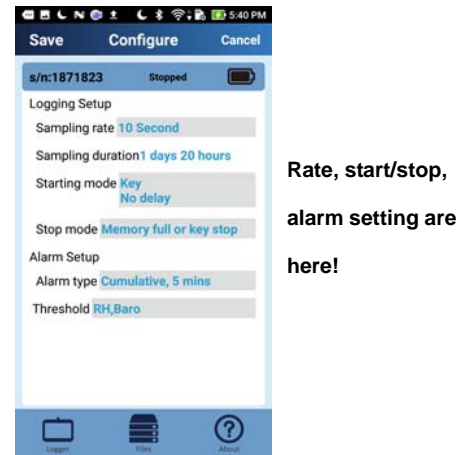 5:40 PM
Save Configure Cancel
s/n:1871823 Stopped
Logging Setup
Sampling rate 10 Second
Sampling duration1 days 20 hours
Starting mode Key
No delay
Stop mode Memory full or key stop
Alarm Setup
Alarm type Cumulative, 5 mins
Threshold RH,Baro
Logger Files About
Rate, start/stop,
alarm setting are
here!